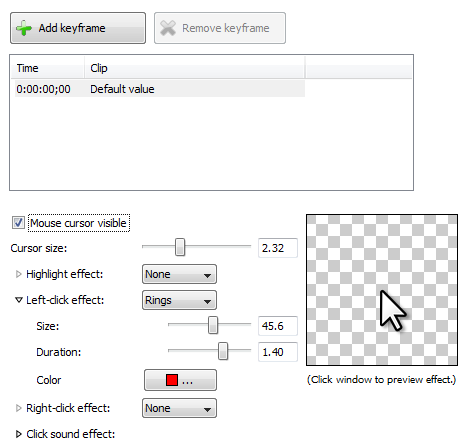 Add keyframe Remove keyframe
Time Clip
0:00:00;00 Default value
Mouse cursor visible
Cursor size: 2.32
Highlight effect: None
Left-click effect: Rings
Size: 45.6
Duration: 1.40
Color ...
(Click window to preview effect.)
Right-click effect: None
Click sound effect: